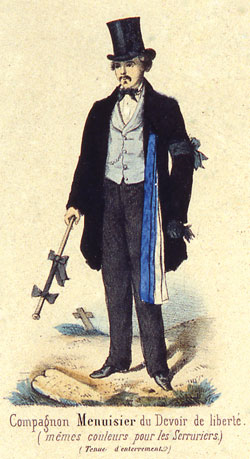 Compagnon Menuisier du Devoir de liberté.
(mêmes couleurs pour les Serruriers,)
(Tenue d'enterrement.)